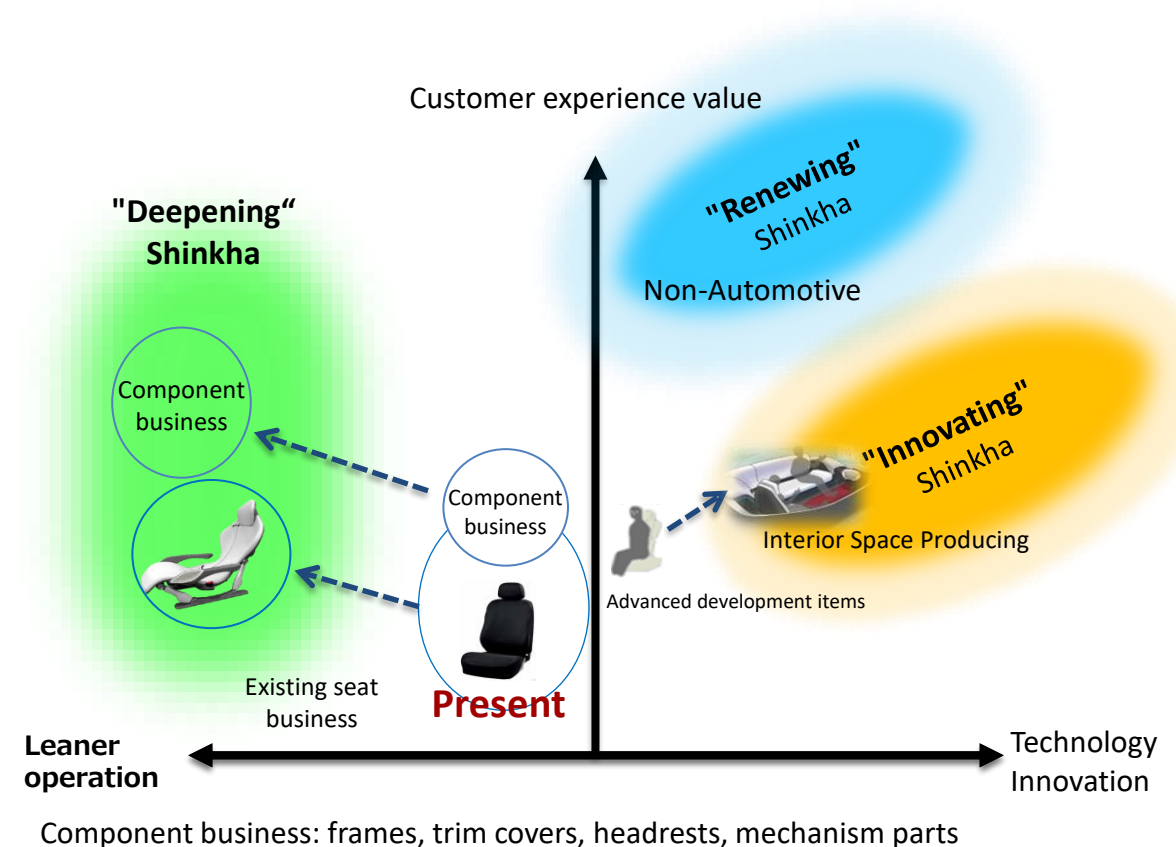 Customer experience value
"Renewing"
Shinkha
Non-Automotive
"Deepening“
Shinkha
Component
business
"Innovating"
Shinkha
Component
business
Interior Space Producing
Advanced development items
Existing seat
business
Present
Leaner
operation
Technology
Innovation
Component business: frames, trim covers, headrests, mechanism parts